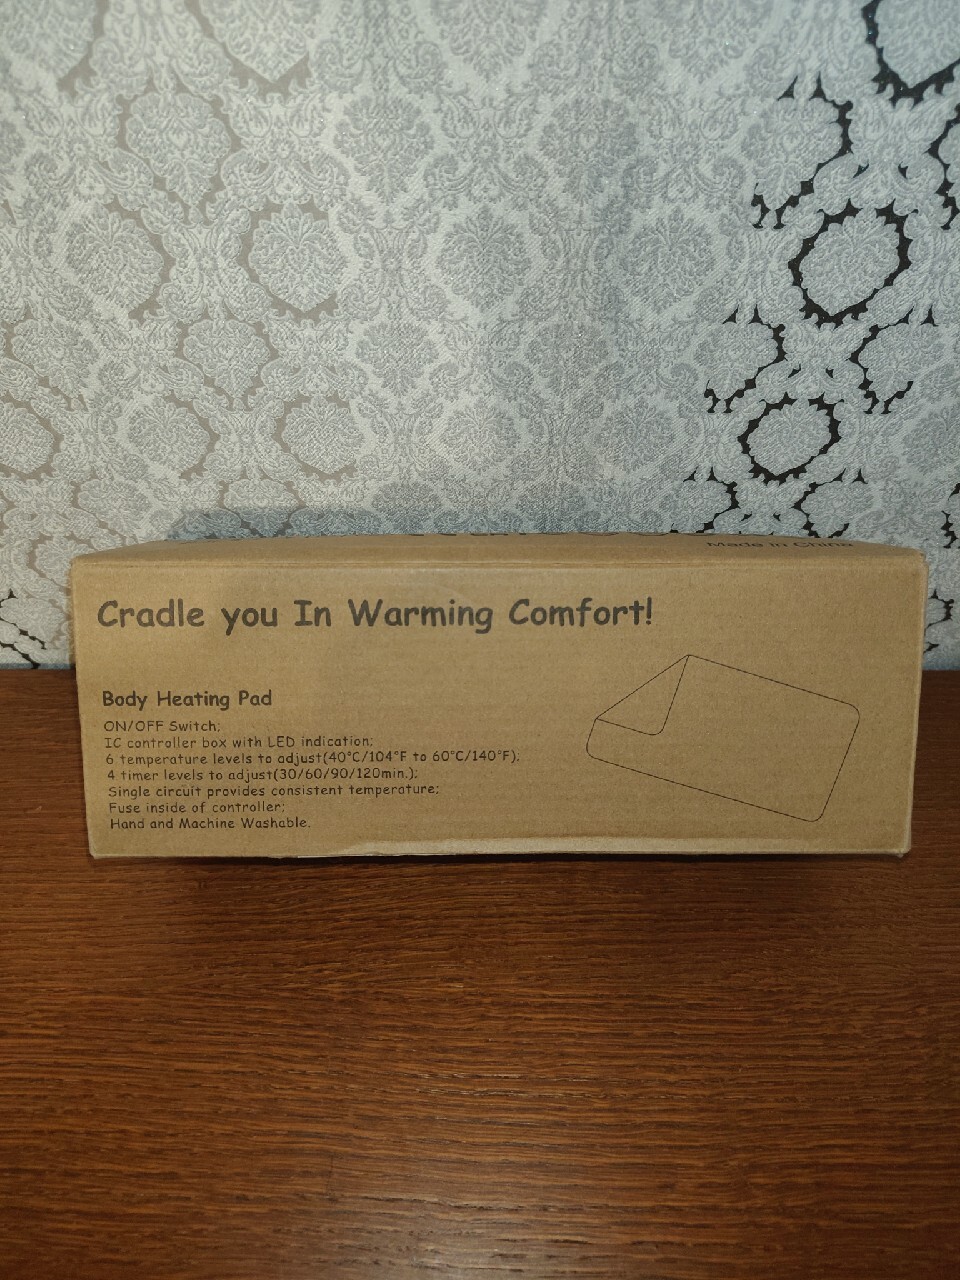 Made in China
Cradle you In Warming Comfort!
Body Heating Pad
ON/OFF Switch;
IC controller box with LED indication;
6 temperature levels to adjust(40°C/104°F to 60°C/140°F);
4 timer levels to adjust(30/60/90/120min.);
Single circuit provides consistent temperature;
Fuse inside of controller;
Hand and Machine Washable.